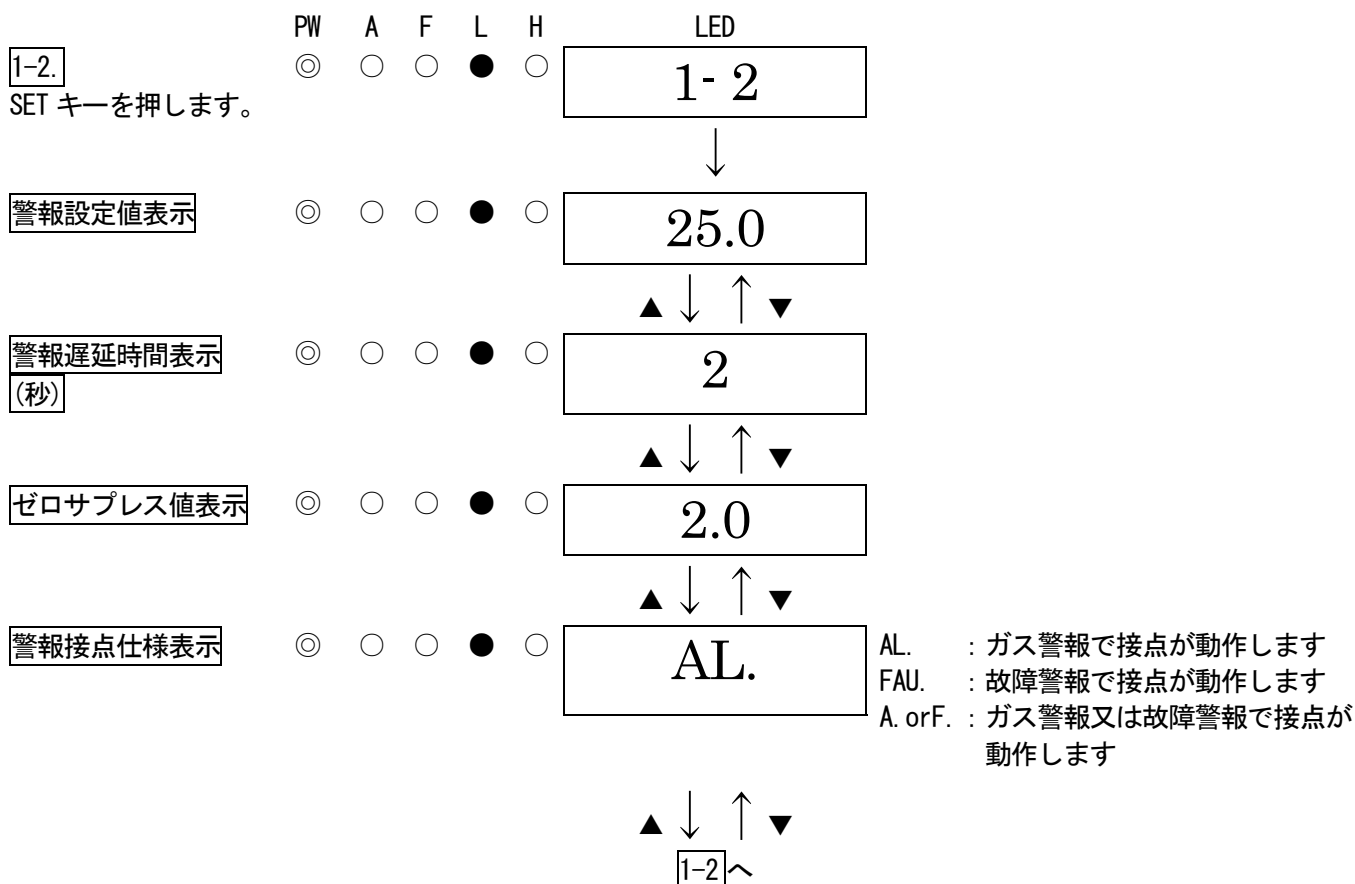 PW A F L H LED
1-2. ◎ ○ ○ ● ○ 1- 2
SET キーを押します。
↓
警報設定値表示 ◎ ○ ○ ● ○ 25.0
▲ ↓ ↑ ▼
警報遅延時間表示 ◎ ○ ○ ● ○ 2
(秒)
▲ ↓ ↑ ▼
ゼロサプレス値表示 ◎ ○ ○ ● ○ 2.0
▲ ↓ ↑ ▼
警報接点仕様表示 ◎ ○ ○ ● ○ AL. AL. : ガス警報で接点が動作します
FAU. : 故障警報で接点が動作します
A.orF. : ガス警報又は故障警報で接点が
動作します
▲ ↓ ↑ ▼
1-2へ